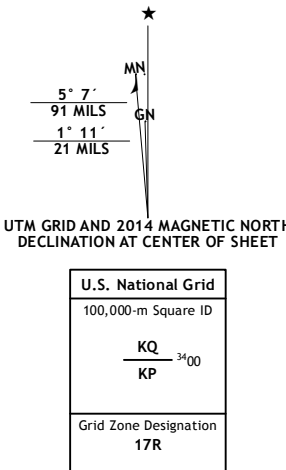 ★
MN
5° 7´
91 MILS
GN
1° 11´
21 MILS
UTM GRID AND 2014 MAGNETIC NORTH
DECLINATION AT CENTER OF SHEET
U.S. National Grid
100,000-m Square ID
KQ
3400
KP
Grid Zone Designation
17R